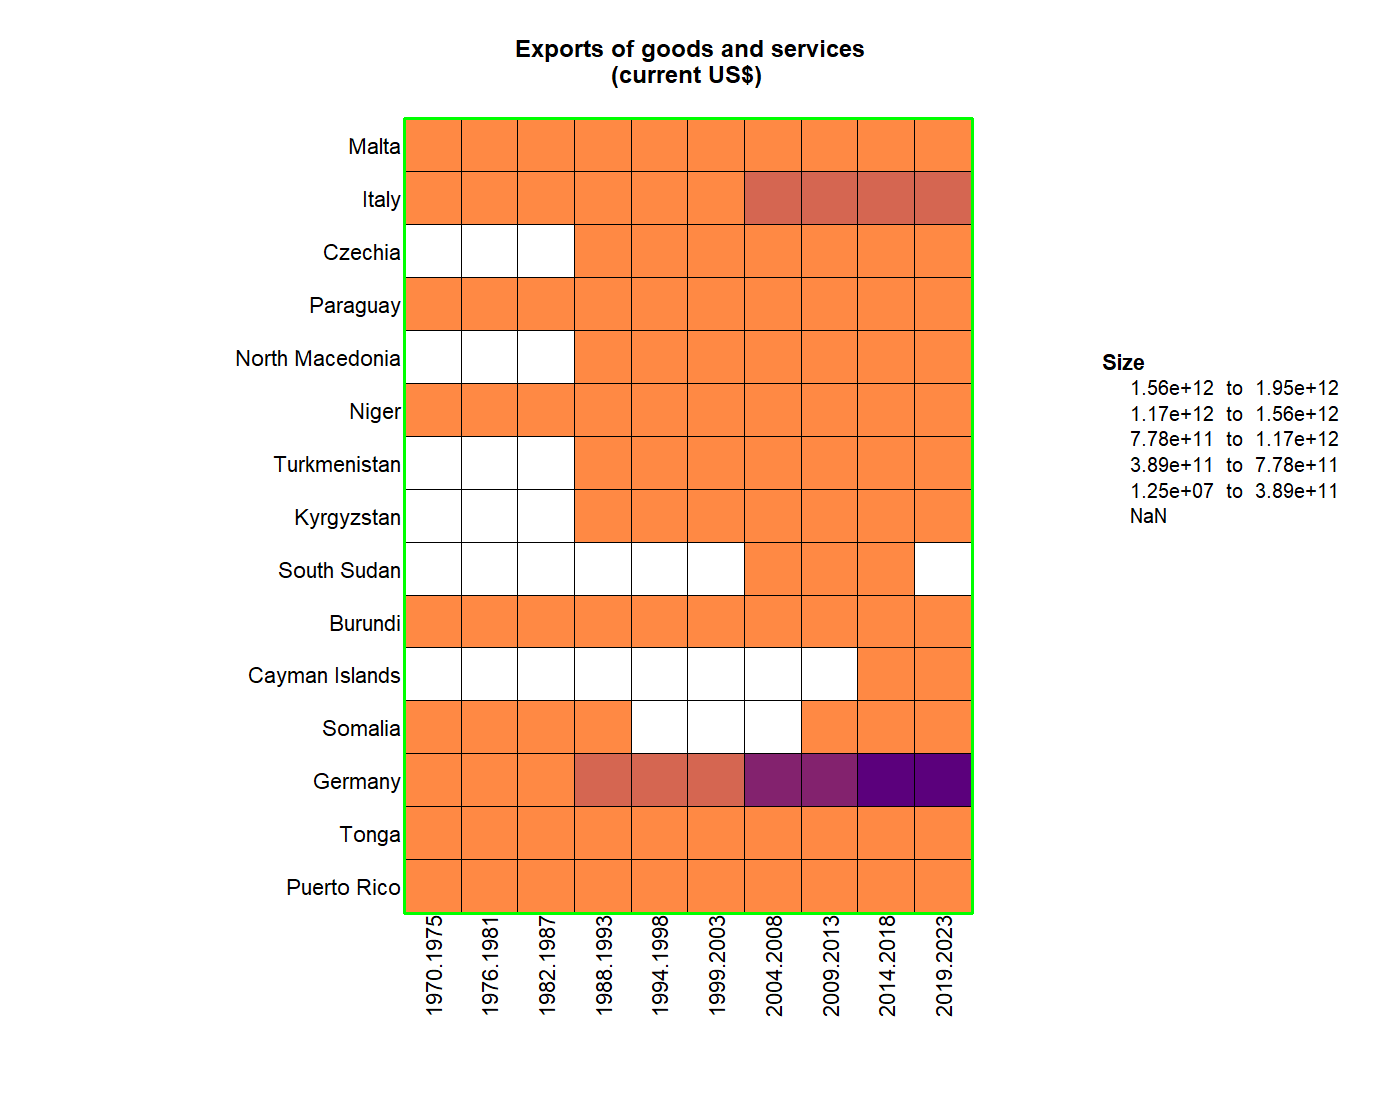 Exports of goods and services
(current US$)
Malta
Italy
Czechia
Paraguay
North Macedonia
Niger
Turkmenistan
Kyrgyzstan
South Sudan
Burundi
Cayman Islands
Somalia
Germany
Tonga
Puerto Rico
1970.1975
1976.1981
1982.1987
1988.1993
1994.1998
1999.2003
2004.2008
2009.2013
2014.2018
2019.2023
Size
1.56e+12 to 1.95e+12
1.17e+12 to 1.56e+12
7.78e+11 to 1.17e+12
3.89e+11 to 7.78e+11
1.25e+07 to 3.89e+11
NaN